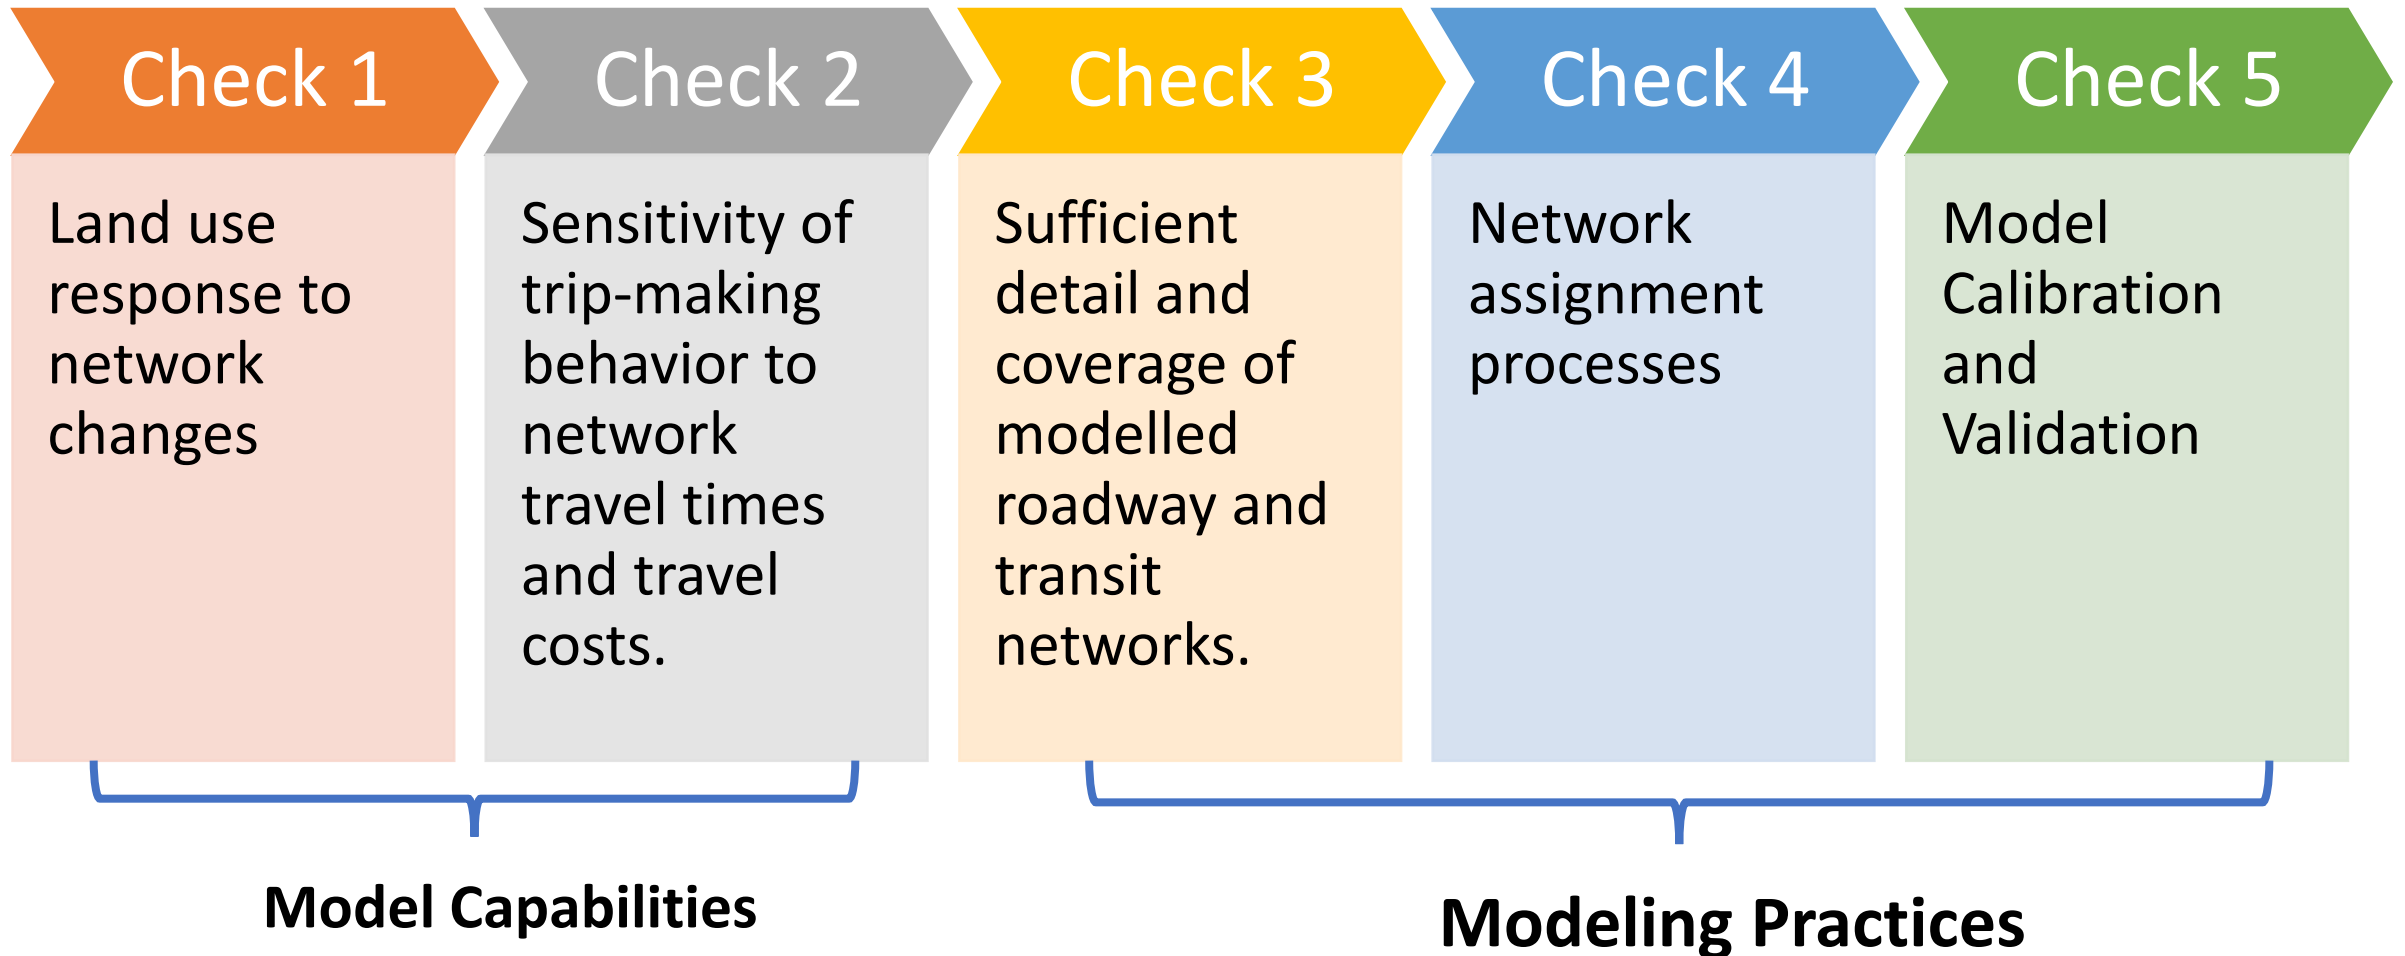 Check 1
Land use
response to
network
changes
Check 2
Sensitivity of
trip-making
behavior to
network
travel times
and travel
costs.
Check 3
Sufficient
detail and
coverage of
modelled
roadway and
transit
networks.
Check 4
Network
assignment
processes
Check 5
Model
Calibration
and
Validation
Model Capabilities
Modeling Practices